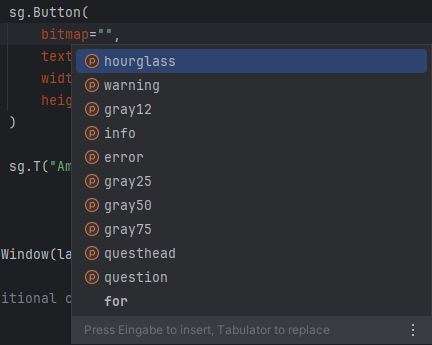 sg.Button(
bitmap="",
text
widt
heig
)
sg.T("Am
Window(la
itional c
p hourglass
p warning
p gray12
p info
p error
p gray25
p gray50
p gray75
p questhead
p question
for
Press Eingabe to insert, Tabulator to replace